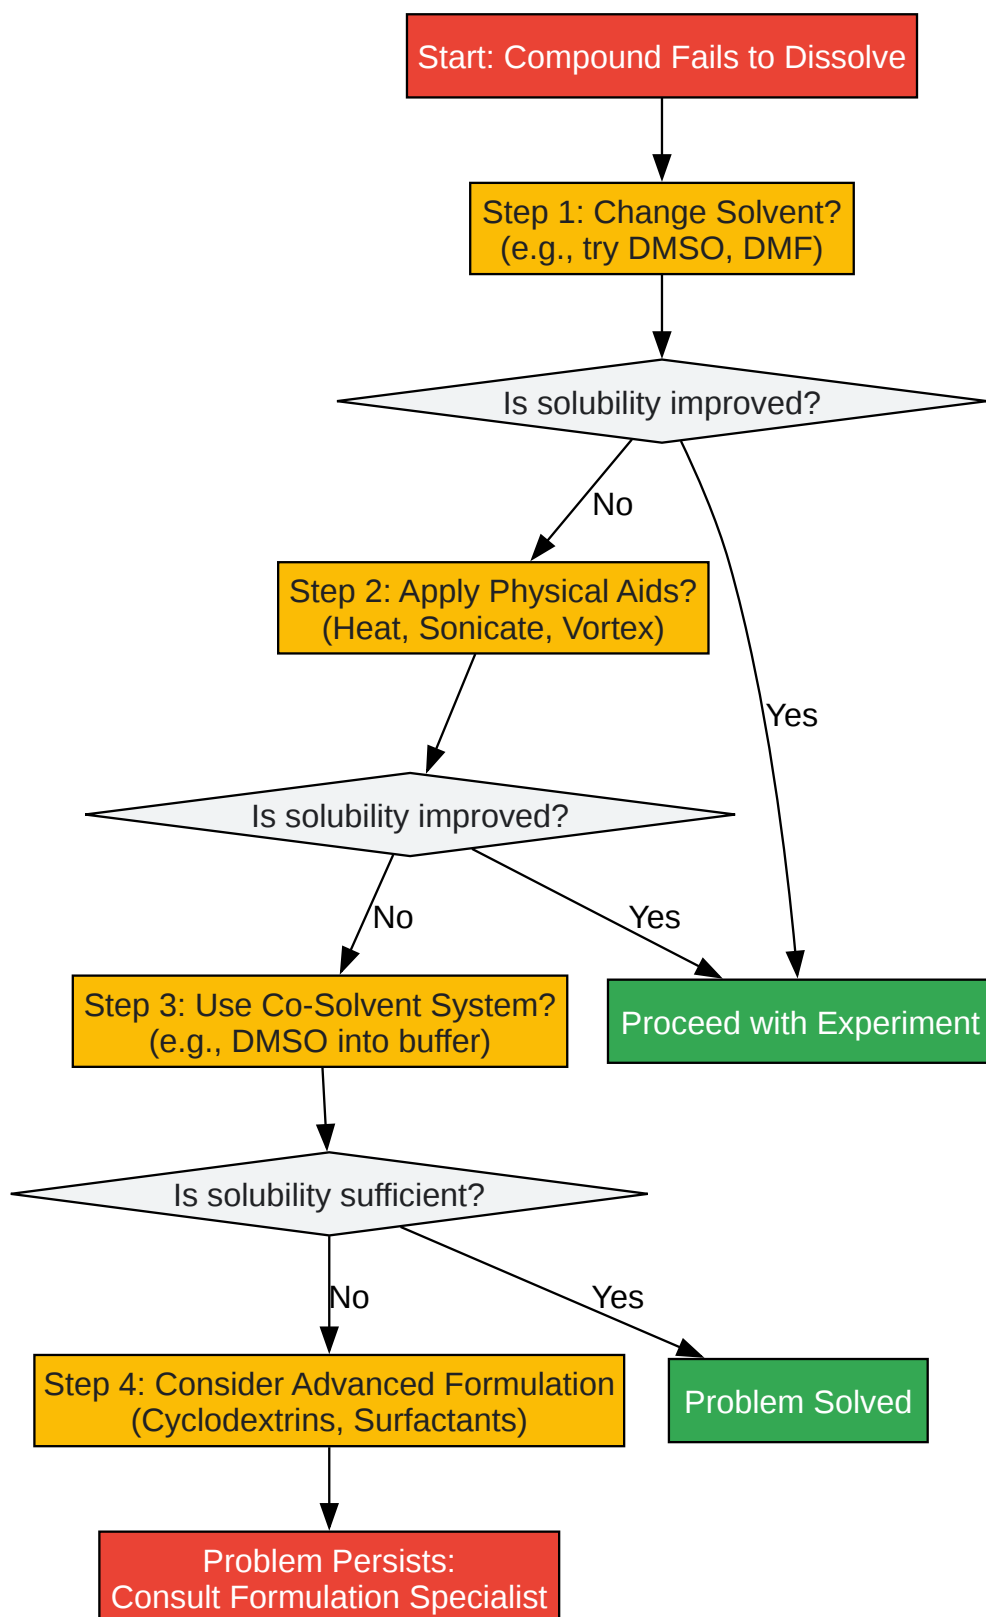 Start: Compound Fails to Dissolve
Step 1: Change Solvent?
(e.g., try DMSO, DMF)
Is solubility improved?
No
Step 2: Apply Physical Aids?
(Heat, Sonicate, Vortex)
Yes
Is solubility improved?
No
Yes
Step 3: Use Co-Solvent System?
(e.g., DMSO into buffer)
Proceed with Experiment
Is solubility sufficient?
No
Yes
Step 4: Consider Advanced Formulation
(Cyclodextrins, Surfactants)
Problem Solved
Problem Persists:
Consult Formulation Specialist